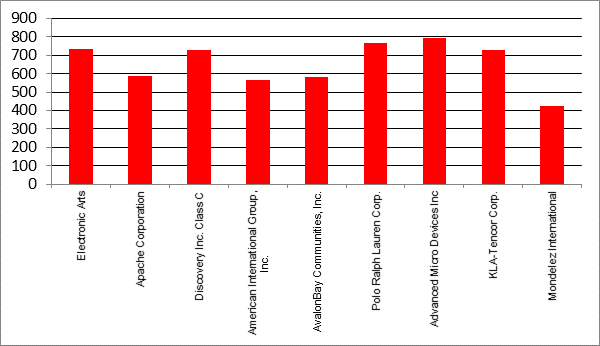 900
800
700
600
500
400
300
200
100
0
Electronic Arts
Apache Corporation
Discovery Inc. Class C
American International Group,
Inc.
AvalonBay Communities, Inc.
Polo Ralph Lauren Corp.
Advanced Micro Devices Inc
KLA-Tencor Corp.
Mondelez International